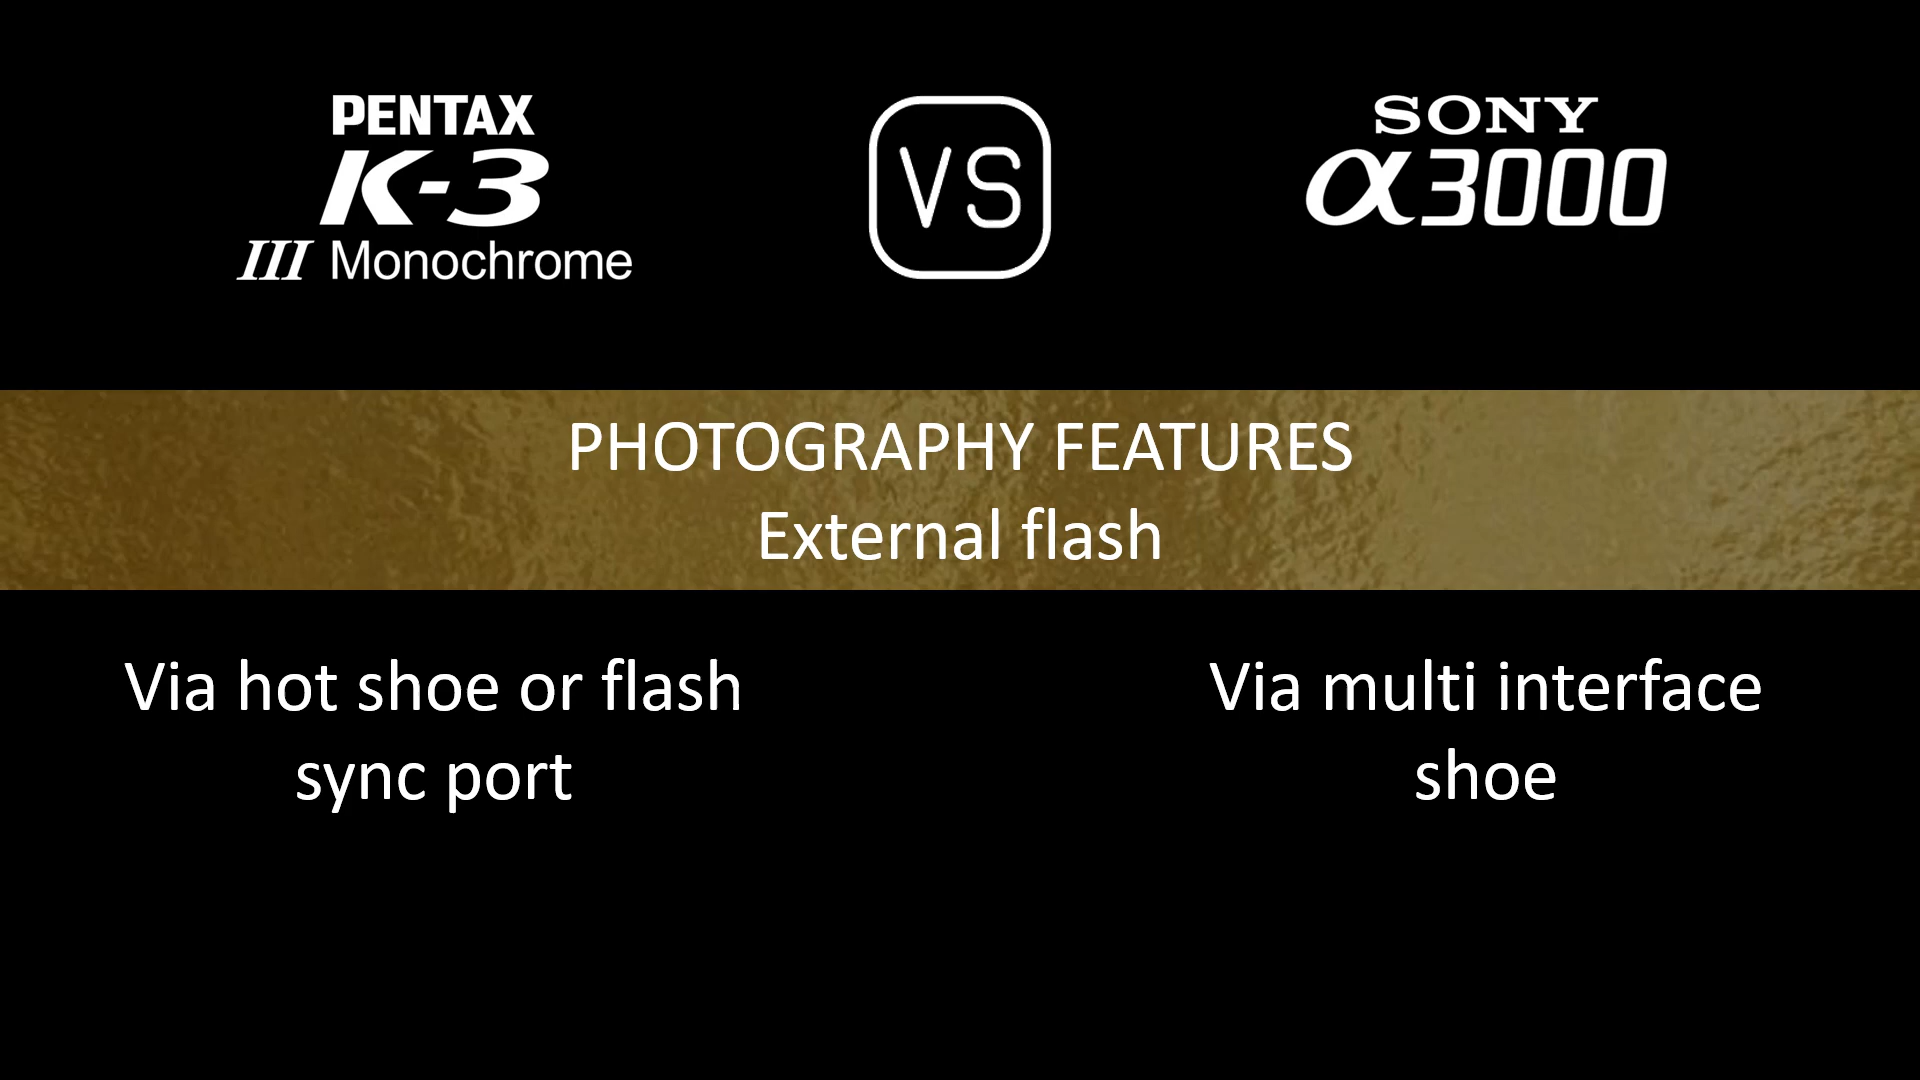 PENTAX
K-3
III Monochrome
VS
SONY
α3000
PHOTOGRAPHY FEATURES
External flash
Via hot shoe or flash
sync port
Via multi interface
shoe